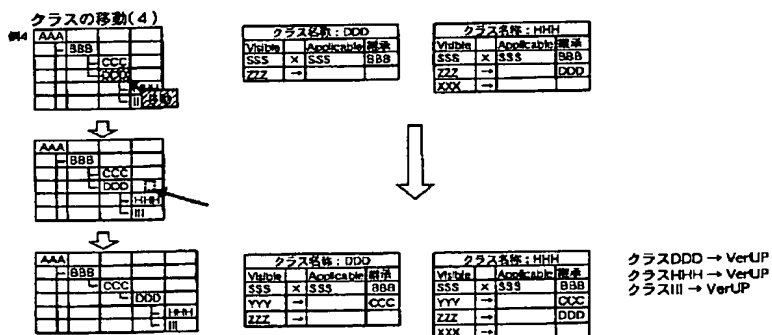 クラスの移動(4)
例4
AAA
BBB
CCC
DDD
III 移動
クラス名称：DDD
Visible Applicable 継承
SSS × SSS BBB
ZZZ →
クラス名称：HHH
Visible Applicable 継承
SSS × SSS BBB
ZZZ → DDD
XXX →
AAA
BBB
CCC
DDD
HHH
III
AAA
BBB
CCC
DDD
HHH
III
クラス名称：DDD
Visible Applicable 継承
SSS × SSS BBB
YYY → CCC
ZZZ →
クラス名称：HHH
Visible Applicable 継承
SSS × SSS BBB
YYY → CCC
ZZZ → DDD
XXX →
クラスDDD → VerUP
クラスHHH → VerUP
クラスIII → VerUP